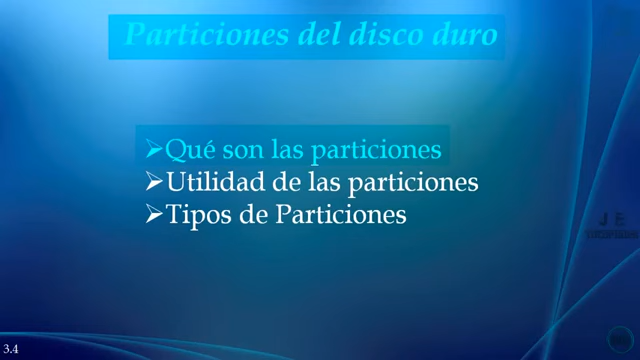 Particiones del disco duro
➢Qué son las particiones
➢Utilidad de las particiones
➢Tipos de Particiones
J E
3.4